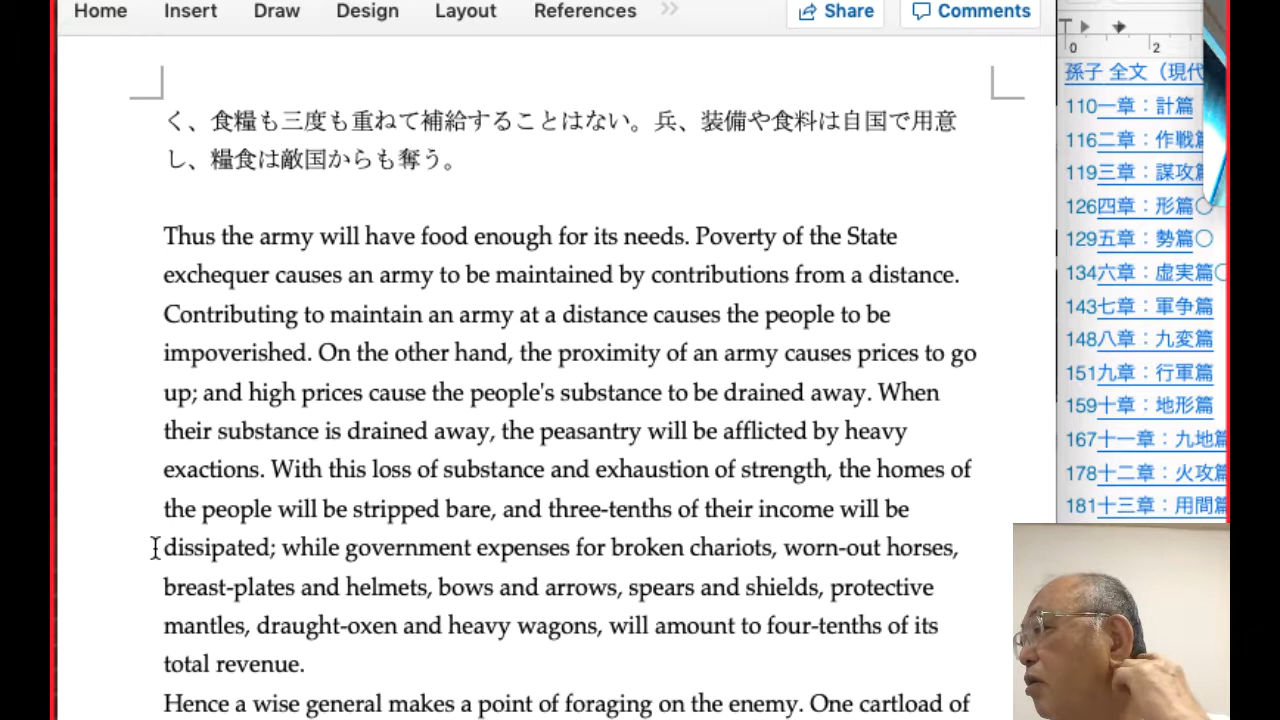 Home Insert Draw Design Layout References
Share Comments
く、食糧も三度も重ねて補給することはない。兵、装備や食料は自国で用意
し、糧食は敵国からも奪う。
Thus the army will have food enough for its needs. Poverty of the State
exchequer causes an army to be maintained by contributions from a distance.
Contributing to maintain an army at a distance causes the people to be
impoverished. On the other hand, the proximity of an army causes prices to go
up; and high prices cause the people's substance to be drained away. When
their substance is drained away, the peasantry will be afflicted by heavy
exactions. With this loss of substance and exhaustion of strength, the homes of
the people will be stripped bare, and three-tenths of their income will be
dissipated; while government expenses for broken chariots, worn-out horses,
breast-plates and helmets, bows and arrows, spears and shields, protective
mantles, draught-oxen and heavy wagons, will amount to four-tenths of its
total revenue.
Hence a wise general makes a point of foraging on the enemy. One cartload of
0 2
孫子 全文（現代
110一章：計篇
116二章：作戦篇
119三章：謀攻篇
126四章：形篇〇
129五章：勢篇〇
134六章：虚実篇〇
143七章：軍争篇
148八章：九変篇
151九章：行軍篇
159十章：地形篇
167十一章：九地篇
178十二章：火攻篇
181十三章：用間篇